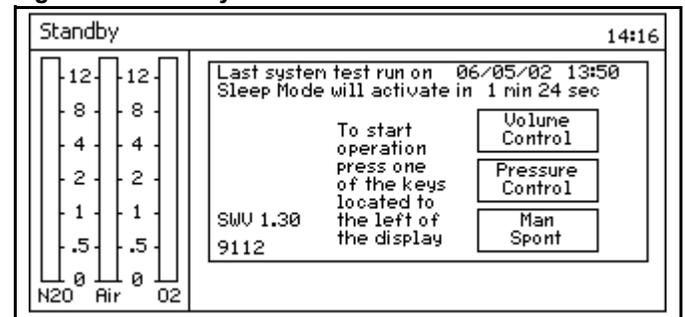 Standby 14:16
Last system test run on 06/05/02 13:50
Sleep Mode will activate in 1 min 24 sec
To start
operation
press one
of the keys
located to
the left of
the display
Volume
Control
Pressure
Control
Man
Spont
SWV 1.30
9112
12 12
8 8
4 4
2 2
1 1
.5 .5
0 0
N2O Air O2